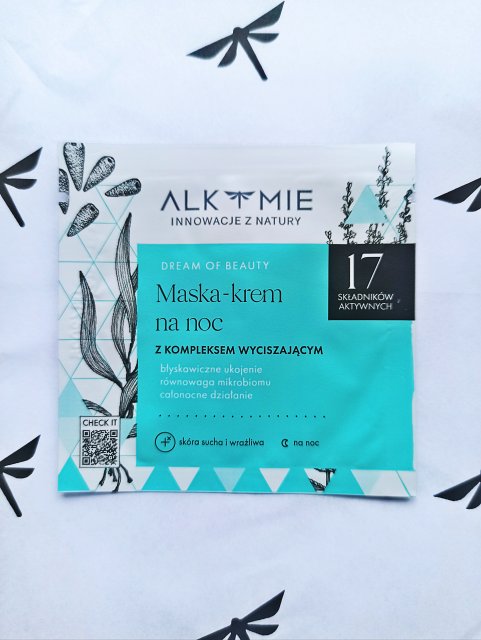 ALKMIE
INNOWACJE Z NATURY
DREAM OF BEAUTY
17
SKŁADNIKÓW
AKTYWNYCH
Maska-krem
na noc
Z KOMPLEKSEM WYCISZAJĄCYM
błyskawiczne ukojenie
równowaga mikrobiomu
całonocne działanie
CHECK IT
skóra sucha i wrażliwa
na noc